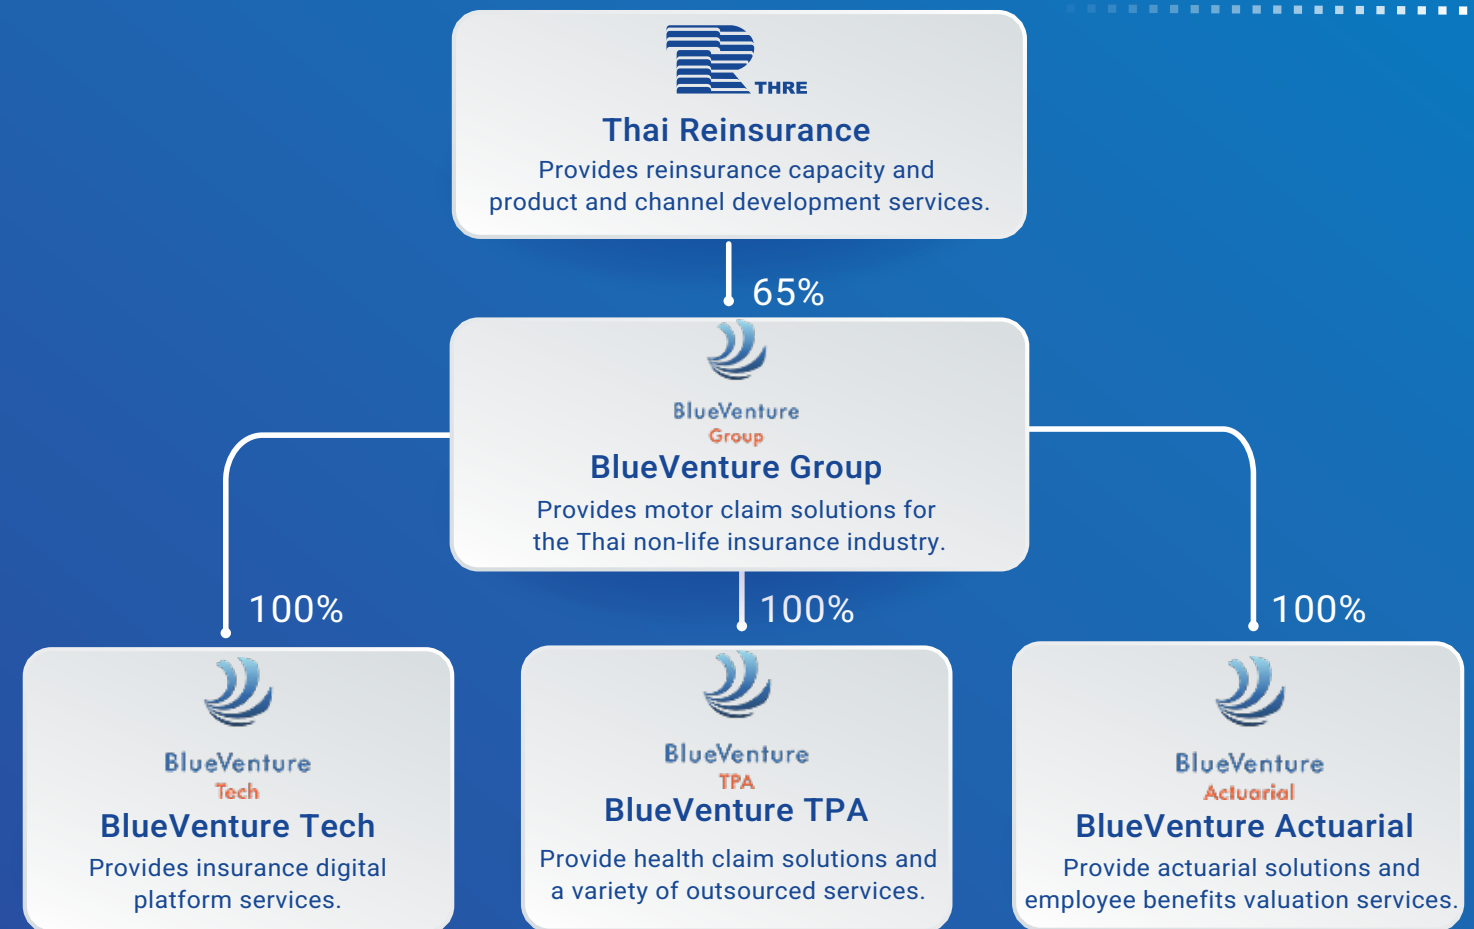 THRE
Thai Reinsurance
Provides reinsurance capacity and
product and channel development services.
65%
BlueVenture
Group
BlueVenture Group
Provides motor claim solutions for
the Thai non-life insurance industry.
100%
100%
100%
BlueVenture
Tech
BlueVenture Tech
Provides insurance digital
platform services.
BlueVenture
TPA
BlueVenture TPA
Provide health claim solutions and
a variety of outsourced services.
BlueVenture
Actuarial
BlueVenture Actuarial
Provide actuarial solutions and
employee benefits valuation services.